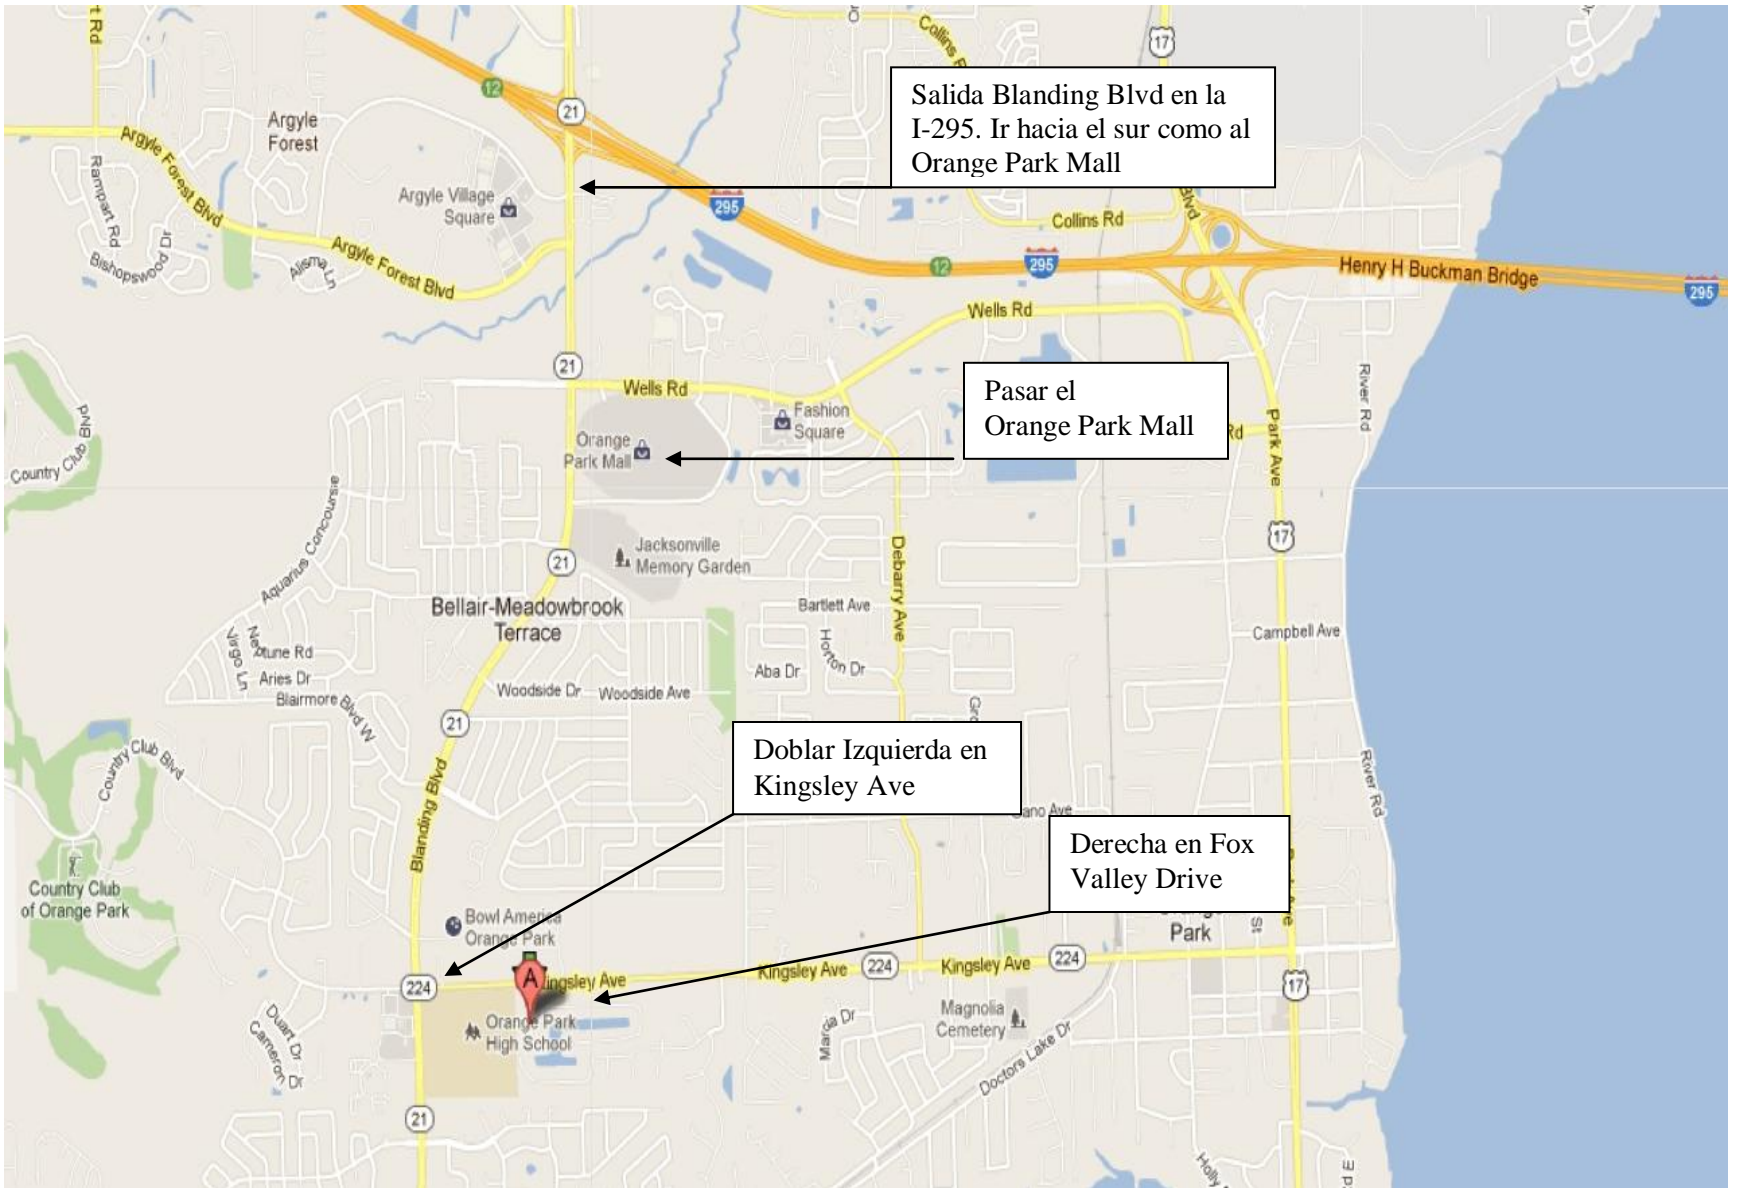 t Rd
Collins R
17
12
21
Argyle
Forest
Salida Blanding Blvd en la
I-295. Ir hacia el sur como al
Orange Park Mall
Argyle Forest Blvd
Rampart Rd
Bishopswood Dr
Argyle Village
Square
295
Blvd
Collins Rd
Alisma Ln
Argyle Forest Blvd
12
295
Henry H Buckman Bridge
295
Wells Rd
21
Wells Rd
Pasar el
Orange Park Mall
River Rd
Country Club Blvd
Fashion
Square
Orange
Park Mall
Rd
Park Ave
Aquarius Concourse
21
Jacksonville
Memory Garden
Debarry Ave
17
Bellair-Meadowbrook
Terrace
Bartlett Ave
Horton Dr
Campbell Ave
Virgo Ln
Neptune Rd
Aries Dr
Blairmore Blvd W
Woodside Dr
Woodside Ave
Aba Dr
Gro
21
Country Club Blvd
Doblar Izquierda en
Kingsley Ave
River Rd
Blanding Blvd
ano Ave
Derecha en Fox
Valley Drive
Country Club
of Orange Park
Bowl America
Orange Park
Park
St
224
A
Kingsley Ave
Kingsley Ave
224
Kingsley Ave
224
17
Orange Park
High School
Duart Dr
Cameron Dr
Marcia Dr
Magnolia
Cemetery
Doctors Lake Dr
21
Holly